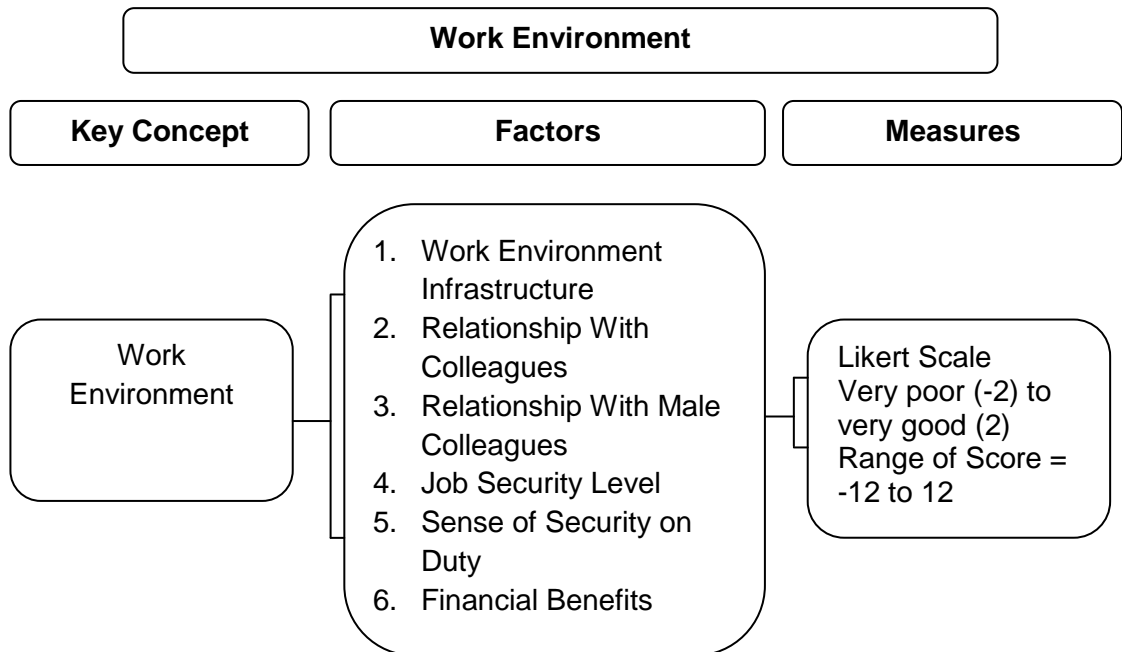 Work Environment
Key Concept
Factors
Measures
Work
Environment
1. Work Environment
Infrastructure
2. Relationship With
Colleagues
3. Relationship With Male
Colleagues
4. Job Security Level
5. Sense of Security on
Duty
6. Financial Benefits
Likert Scale
Very poor (-2) to
very good (2)
Range of Score =
-12 to 12